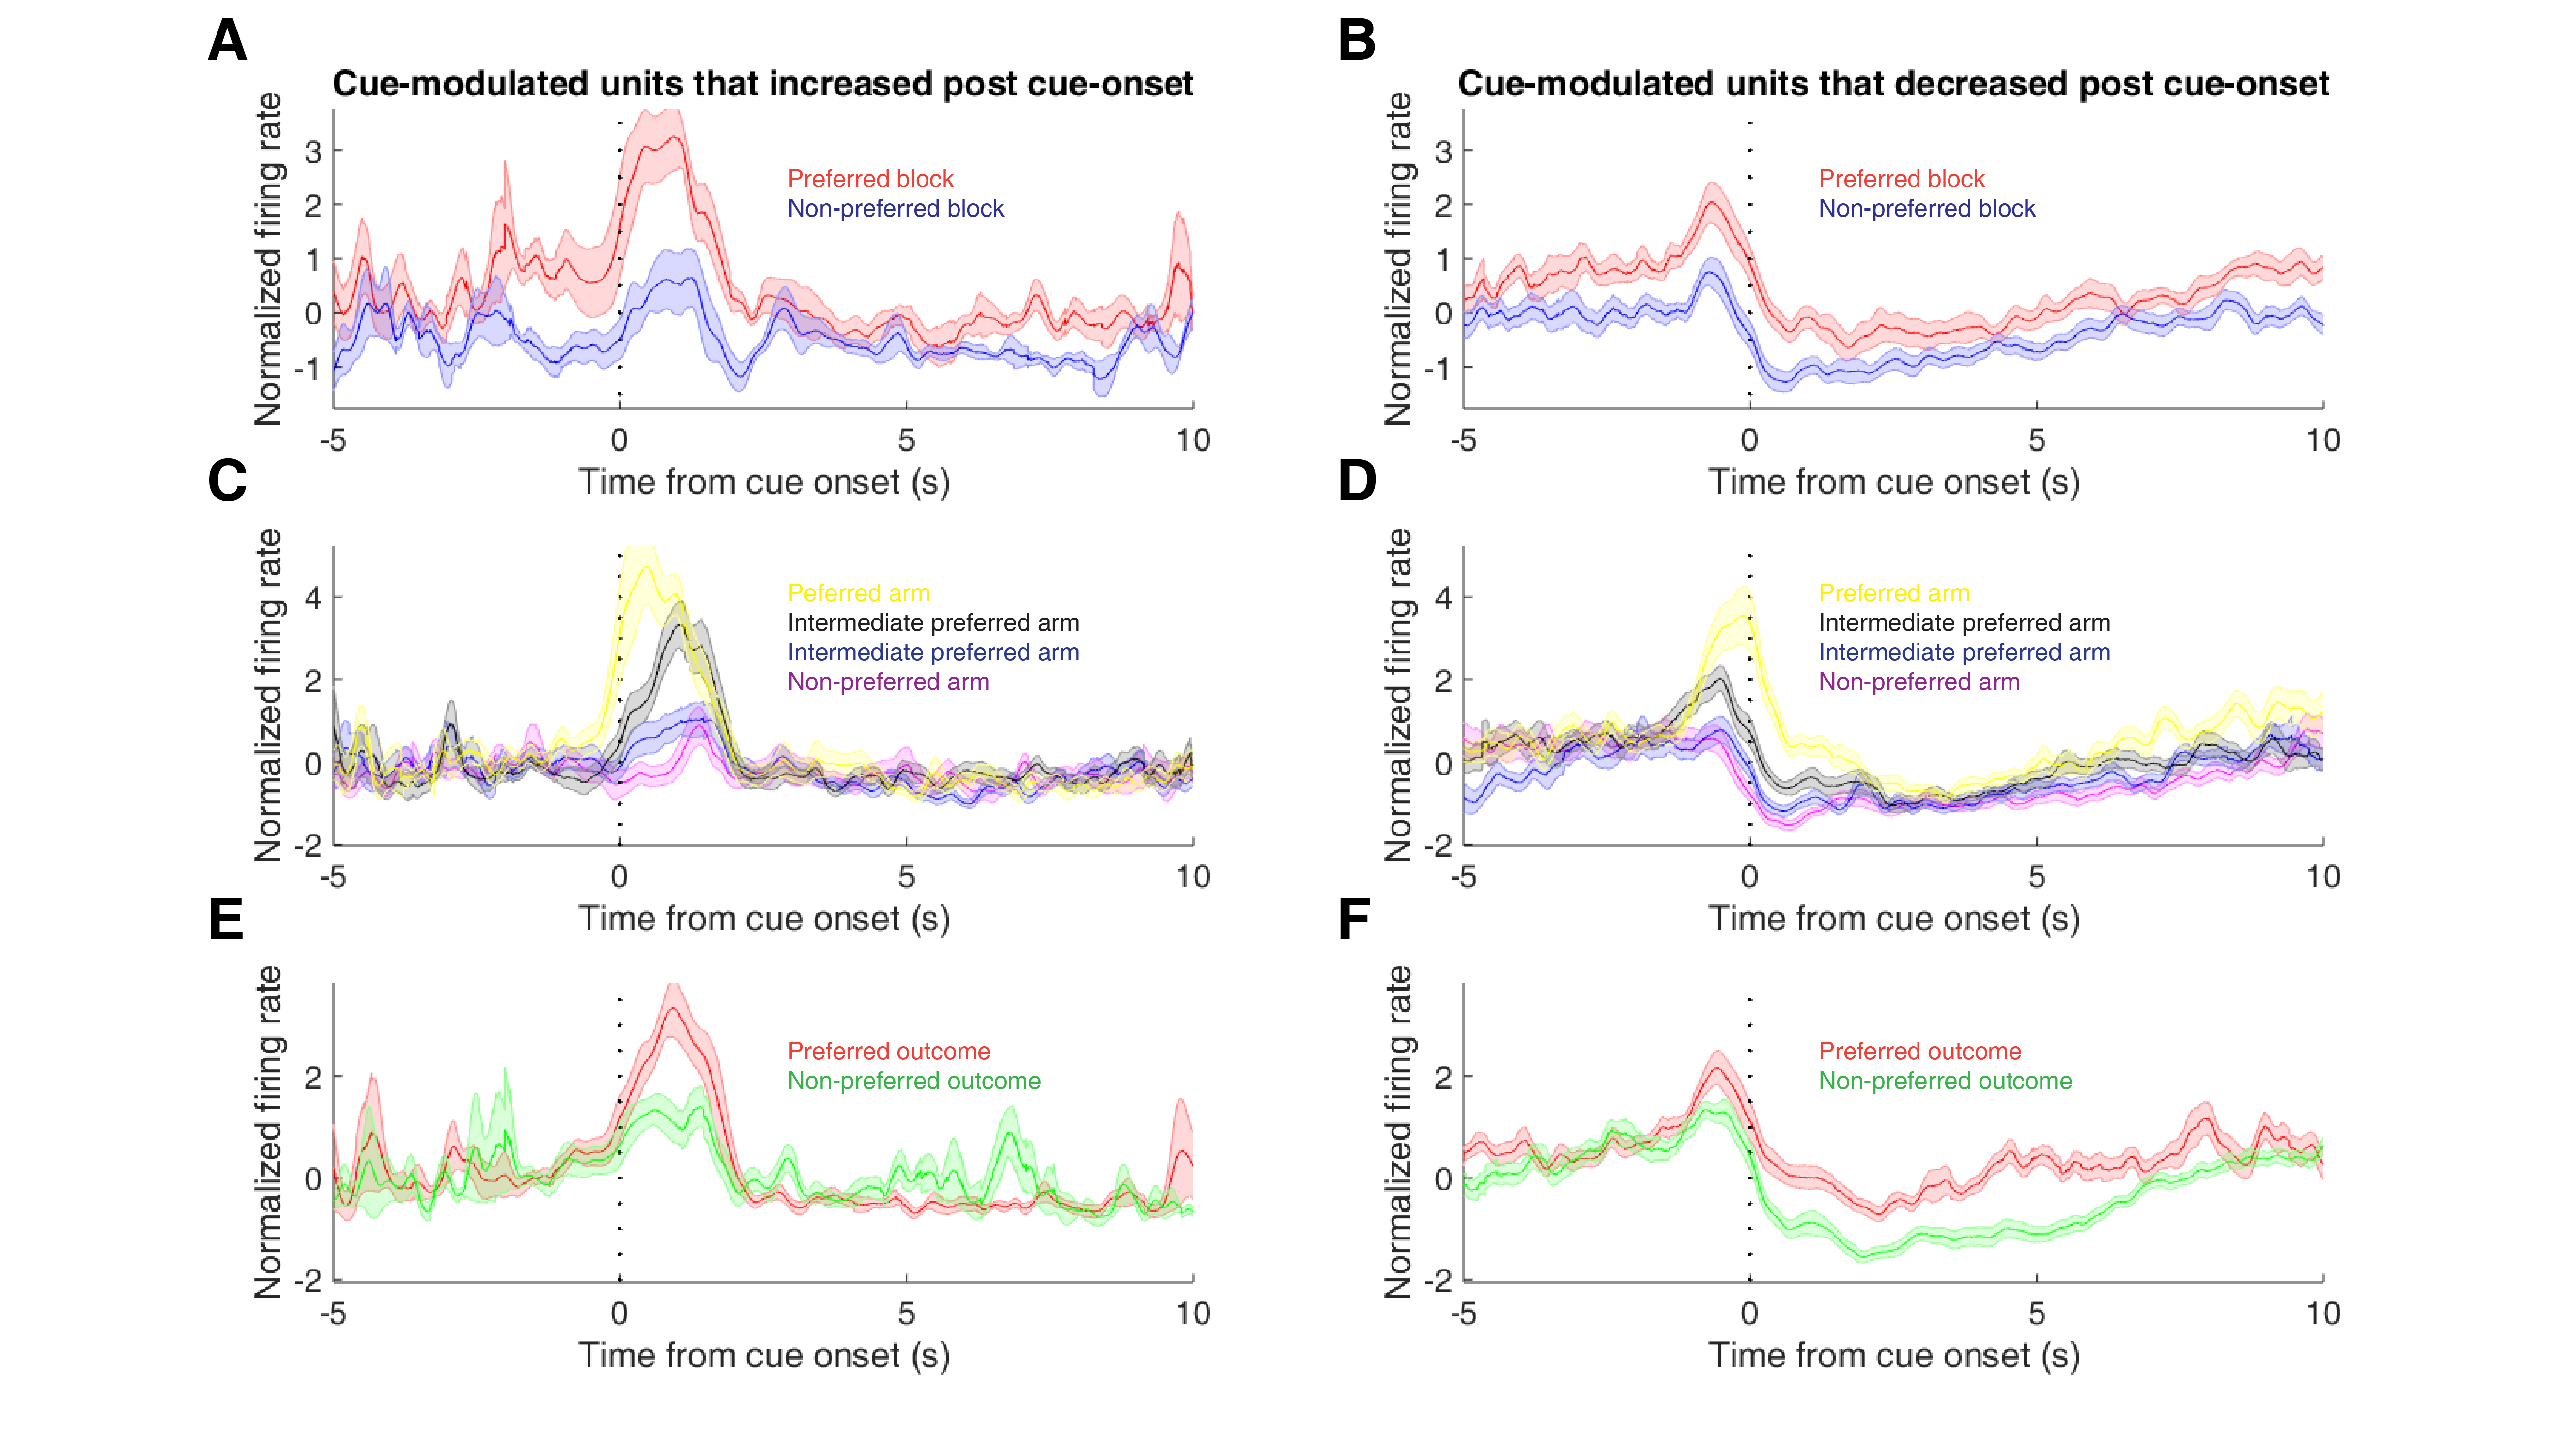 A
Cue-modulated units that increased post cue-onset
Normalized firing rate
3
2
1
0
-1
Preferred block
Non-preferred block
-5
0
5
10
Time from cue onset (s)
B
Cue-modulated units that decreased post cue-onset
Normalized firing rate
3
2
1
0
-1
Preferred block
Non-preferred block
-5
0
5
10
Time from cue onset (s)
C
Normalized firing rate
4
2
0
-2
Peferred arm
Intermediate preferred arm
Intermediate preferred arm
Non-preferred arm
-5
0
5
10
Time from cue onset (s)
D
Normalized firing rate
4
2
0
-2
Preferred arm
Intermediate preferred arm
Intermediate preferred arm
Non-preferred arm
-5
0
5
10
Time from cue onset (s)
E
Normalized firing rate
2
0
-2
Preferred outcome
Non-preferred outcome
-5
0
5
10
Time from cue onset (s)
F
Normalized firing rate
2
0
-2
Preferred outcome
Non-preferred outcome
-5
0
5
10
Time from cue onset (s)